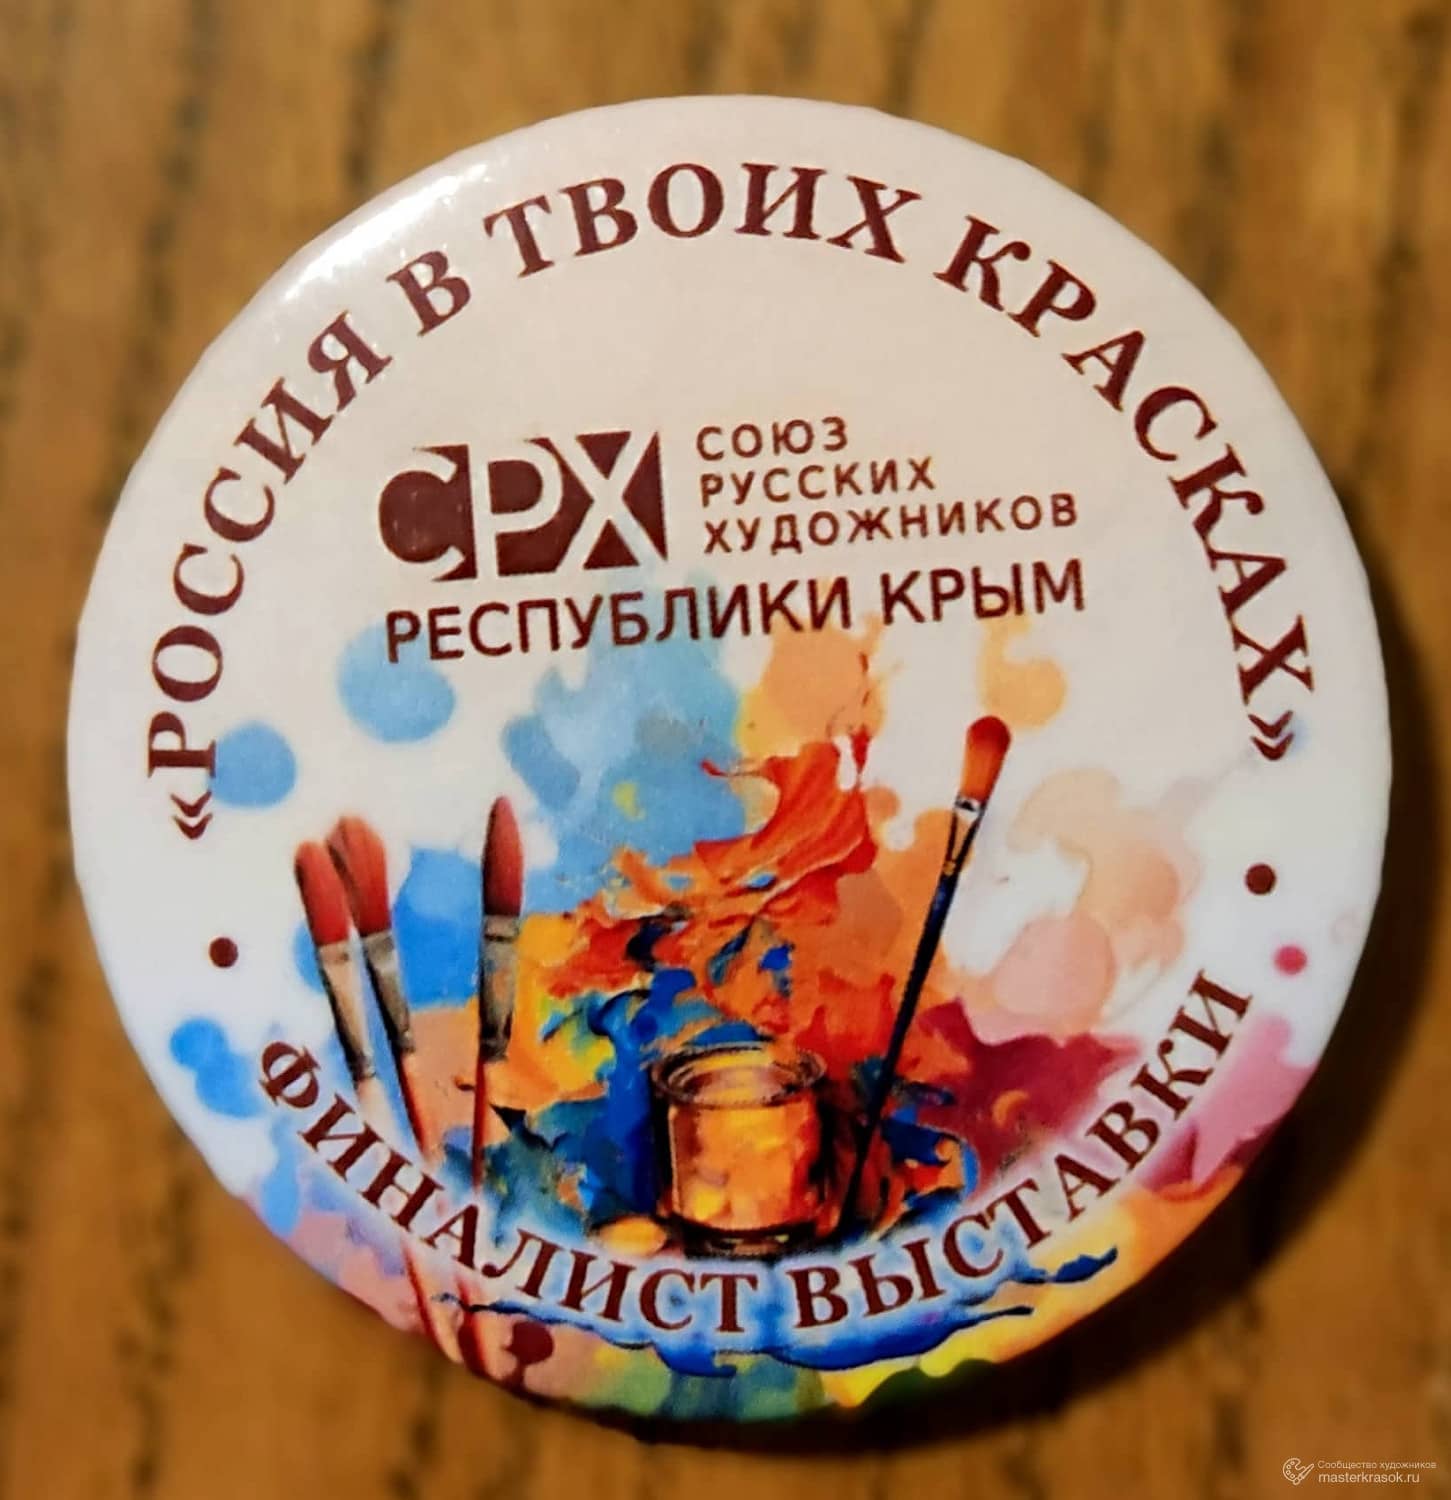 «РОССИЯ В ТВОИХ КРАСКАХ»
СРХ
СОЮЗ
РУССКИХ
ХУДОЖНИКОВ
РЕСПУБЛИКИ КРЫМ
• ФИНАЛИСТ ВЫСТАВКИ •
Сообщество художников
masterkrasok.ru